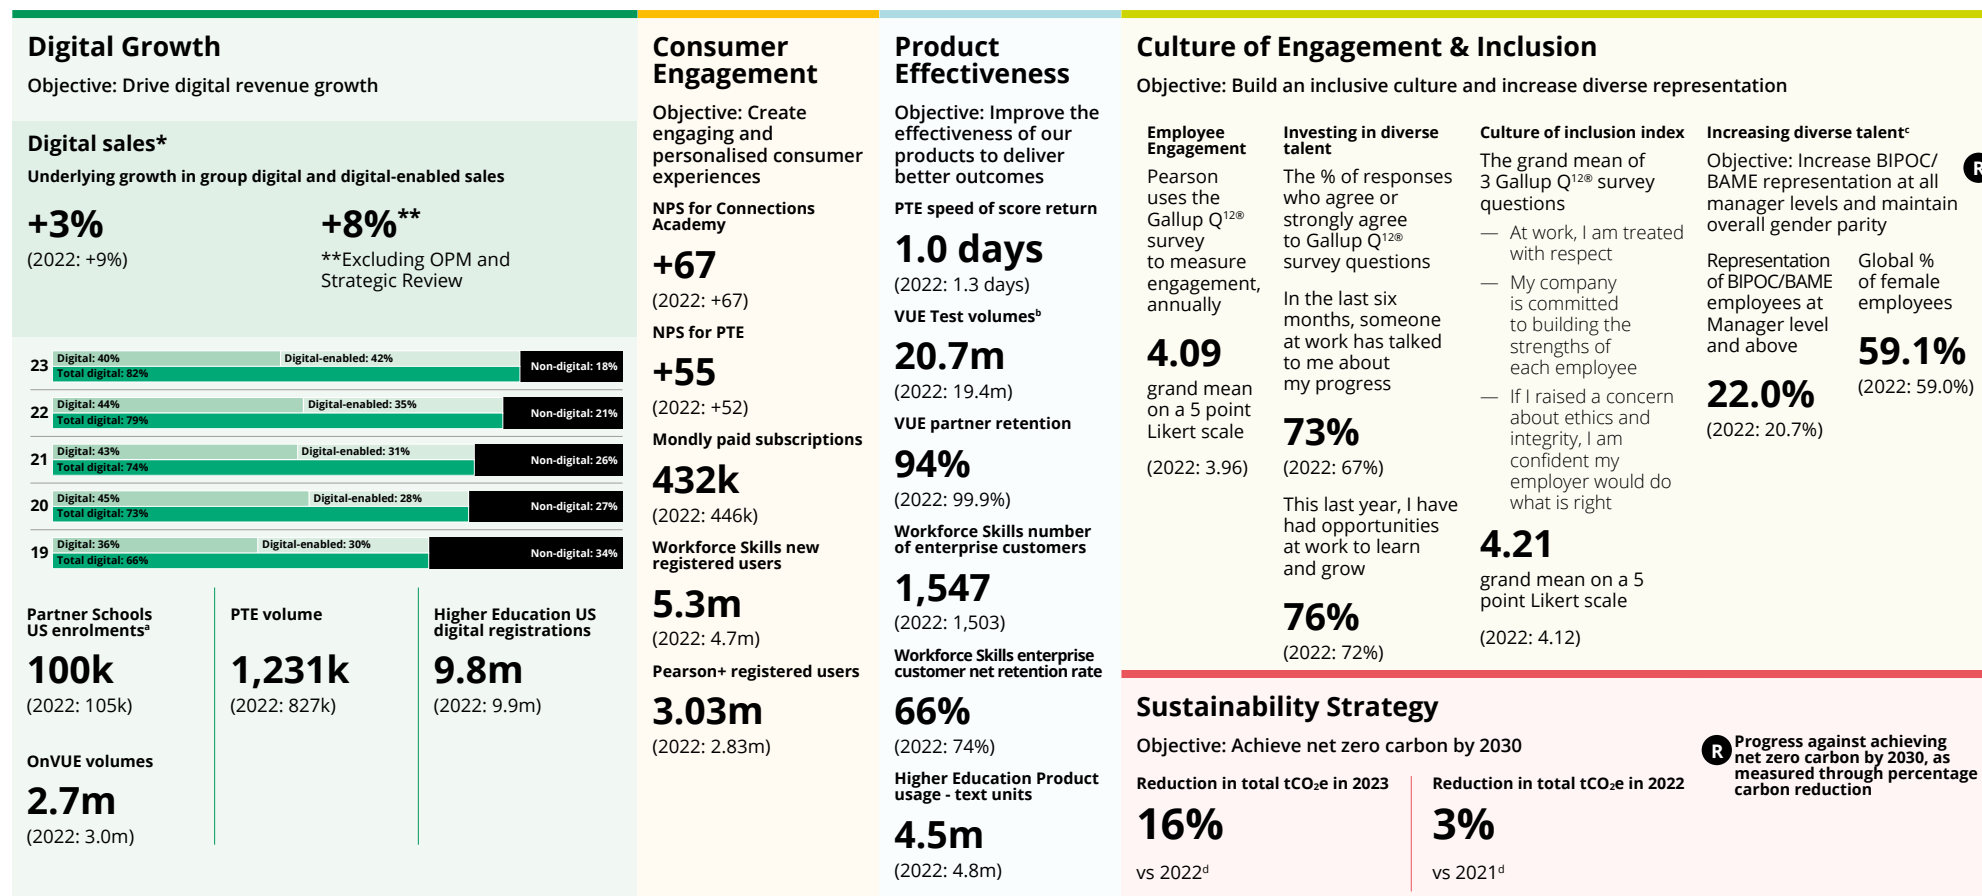 Digital Growth
Objective: Drive digital revenue growth
Digital sales*
Underlying growth in group digital and digital-enabled sales
+3%
(2022: +9%)
+8%**
**Excluding OPM and
Strategic Review
23
Digital: 40%
Digital-enabled: 42%
Total digital: 82%
Non-digital: 18%
22
Digital: 44%
Digital-enabled: 35%
Total digital: 79%
Non-digital: 21%
21
Digital: 43%
Digital-enabled: 31%
Total digital: 74%
Non-digital: 26%
20
Digital: 45%
Digital-enabled: 28%
Total digital: 73%
Non-digital: 27%
19
Digital: 36%
Digital-enabled: 30%
Total digital: 66%
Non-digital: 34%
Partner Schools
US enrolmentsᵃ
100k
(2022: 105k)
PTE volume
1,231k
(2022: 827k)
Higher Education US
digital registrations
9.8m
(2022: 9.9m)
OnVUE volumes
2.7m
(2022: 3.0m)
Consumer
Engagement
Objective: Create
engaging and
personalised consumer
experiences
NPS for Connections
Academy
+67
(2022: +67)
NPS for PTE
+55
(2022: +52)
Mondly paid subscriptions
432k
(2022: 446k)
Workforce Skills new
registered users
5.3m
(2022: 4.7m)
Pearson+ registered users
3.03m
(2022: 2.83m)
Product
Effectiveness
Objective: Improve the
effectiveness of our
products to deliver
better outcomes
PTE speed of score return
1.0 days
(2022: 1.3 days)
VUE Test volumesᵇ
20.7m
(2022: 19.4m)
VUE partner retention
94%
(2022: 99.9%)
Workforce Skills number
of enterprise customers
1,547
(2022: 1,503)
Workforce Skills enterprise
customer net retention rate
66%
(2022: 74%)
Higher Education Product
usage - text units
4.5m
(2022: 4.8m)
Culture of Engagement & Inclusion
Objective: Build an inclusive culture and increase diverse representation
Employee
Engagement
Pearson
uses the
Gallup Q¹²®
survey
to measure
engagement,
annually
4.09
grand mean
on a 5 point
Likert scale
(2022: 3.96)
Investing in diverse
talent
The % of responses
who agree or
strongly agree
to Gallup Q¹²®
survey questions
In the last six
months, someone
at work has talked
to me about
my progress
73%
(2022: 67%)
This last year, I have
had opportunities
at work to learn
and grow
76%
(2022: 72%)
Culture of inclusion index
The grand mean of
3 Gallup Q¹²® survey
questions
— At work, I am treated
with respect
— My company
is committed
to building the
strengths of
each employee
— If I raised a concern
about ethics and
integrity, I am
confident my
employer would do
what is right
4.21
grand mean on a 5
point Likert scale
(2022: 4.12)
Increasing diverse talentᶜ
Objective: Increase BIPOC/
BAME representation at all
manager levels and maintain
overall gender parity
R
Representation
of BIPOC/BAME
employees at
Manager level
and above
22.0%
(2022: 20.7%)
Global %
of female
employees
59.1%
(2022: 59.0%)
Sustainability Strategy
Objective: Achieve net zero carbon by 2030
Reduction in total tCO₂e in 2023
16%
vs 2022ᵈ
Reduction in total tCO₂e in 2022
3%
vs 2021ᵈ
R
Progress against achieving
net zero carbon by 2030, as
measured through percentage
carbon reduction